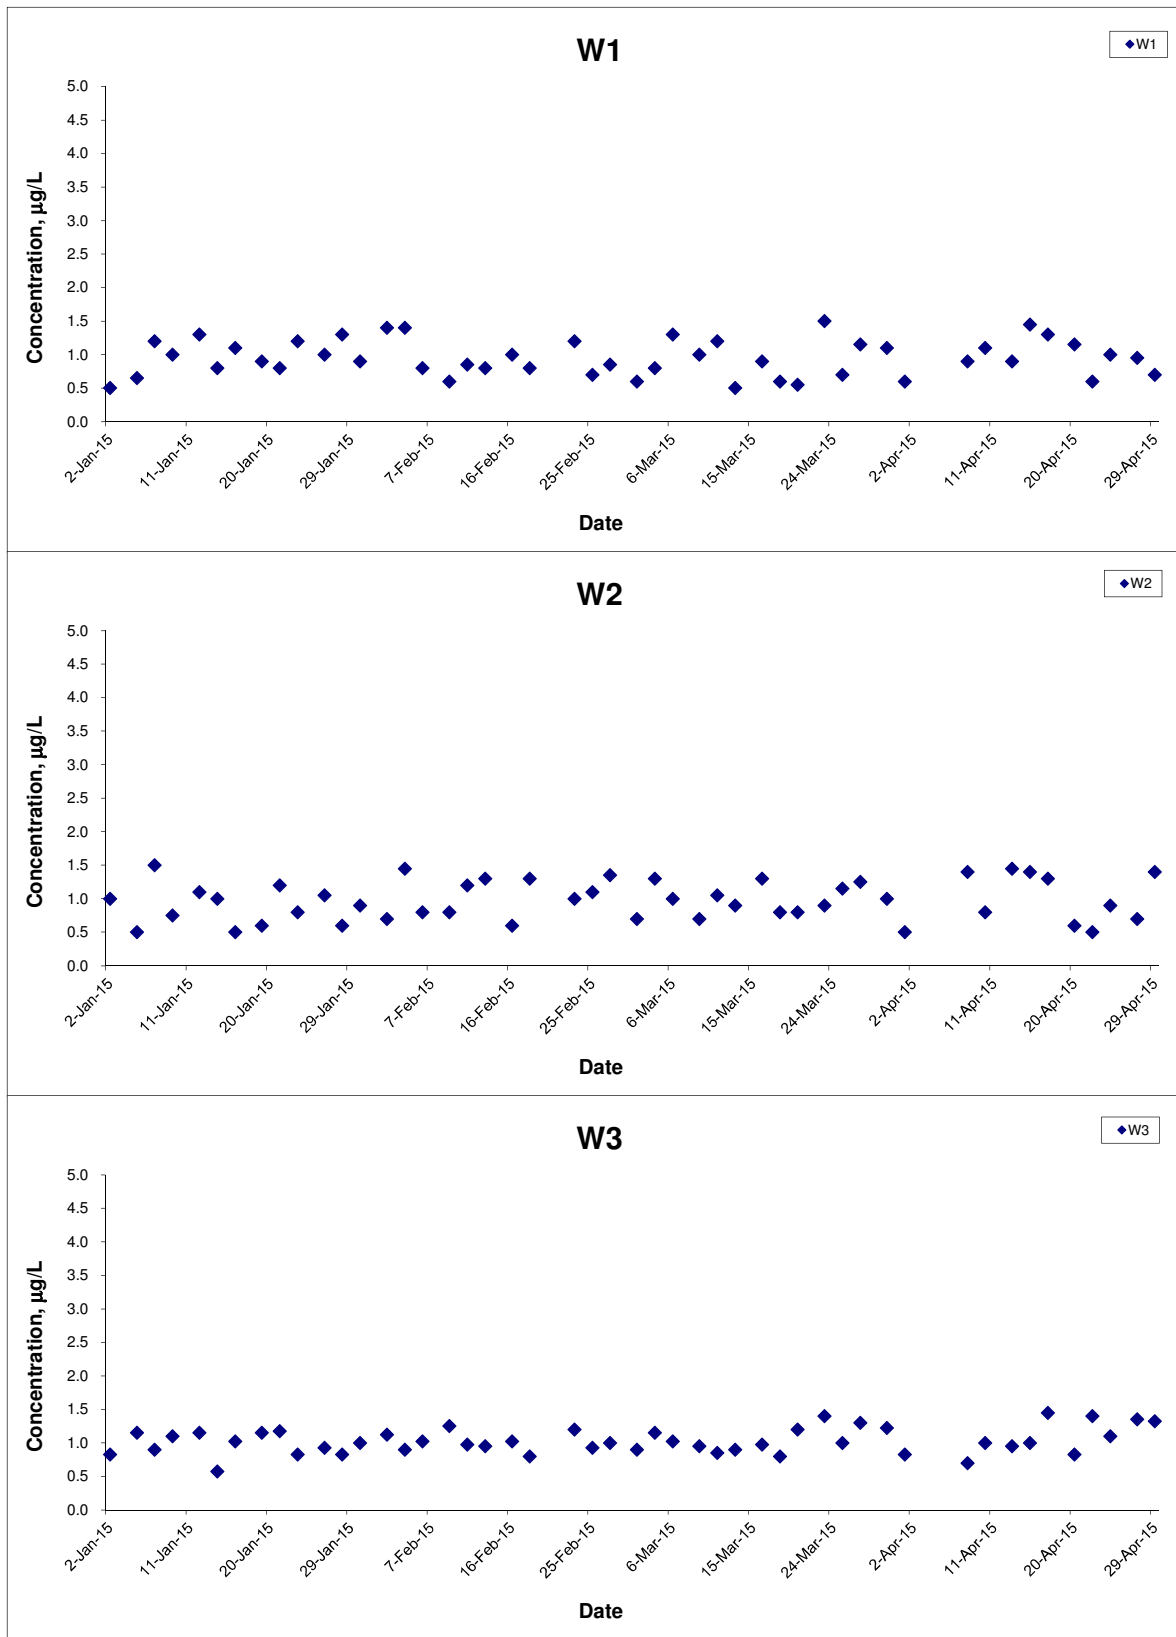 W1
W1
5.0
4.5
4.0
3.5
3.0
2.5
2.0
1.5
1.0
0.5
0.0
Concentration, µg/L
2-Jan-15
11-Jan-15
20-Jan-15
29-Jan-15
7-Feb-15
16-Feb-15
25-Feb-15
6-Mar-15
15-Mar-15
24-Mar-15
2-Apr-15
11-Apr-15
20-Apr-15
29-Apr-15
Date
W2
W2
5.0
4.5
4.0
3.5
3.0
2.5
2.0
1.5
1.0
0.5
0.0
Concentration, µg/L
2-Jan-15
11-Jan-15
20-Jan-15
29-Jan-15
7-Feb-15
16-Feb-15
25-Feb-15
6-Mar-15
15-Mar-15
24-Mar-15
2-Apr-15
11-Apr-15
20-Apr-15
29-Apr-15
Date
W3
W3
5.0
4.5
4.0
3.5
3.0
2.5
2.0
1.5
1.0
0.5
0.0
Concentration, µg/L
2-Jan-15
11-Jan-15
20-Jan-15
29-Jan-15
7-Feb-15
16-Feb-15
25-Feb-15
6-Mar-15
15-Mar-15
24-Mar-15
2-Apr-15
11-Apr-15
20-Apr-15
29-Apr-15
Date